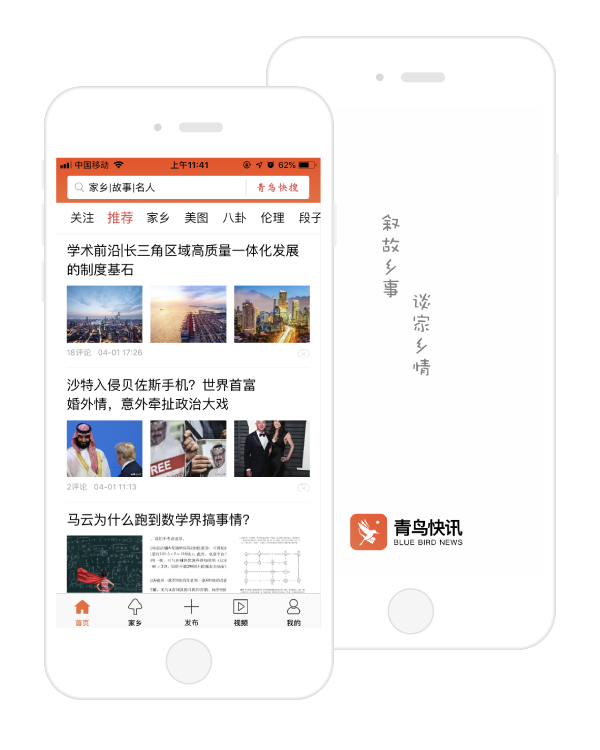 中国移动
上午11:41
62%
家乡|故事|名人
青鸟快搜
关注 推荐 家乡 美图 八卦 伦理 段子
学术前沿|长三角区域高质量一体化发展
的制度基石
18评论 04-01 17:26
沙特入侵贝佐斯手机？世界首富
婚外情，意外牵扯政治大戏
FREE
2评论 04-01 11:13
马云为什么跑到数学界搞事情？
首页 家乡 发布 视频 我的
叙故乡事
谈家乡情
青鸟快讯
BLUE BIRD NEWS